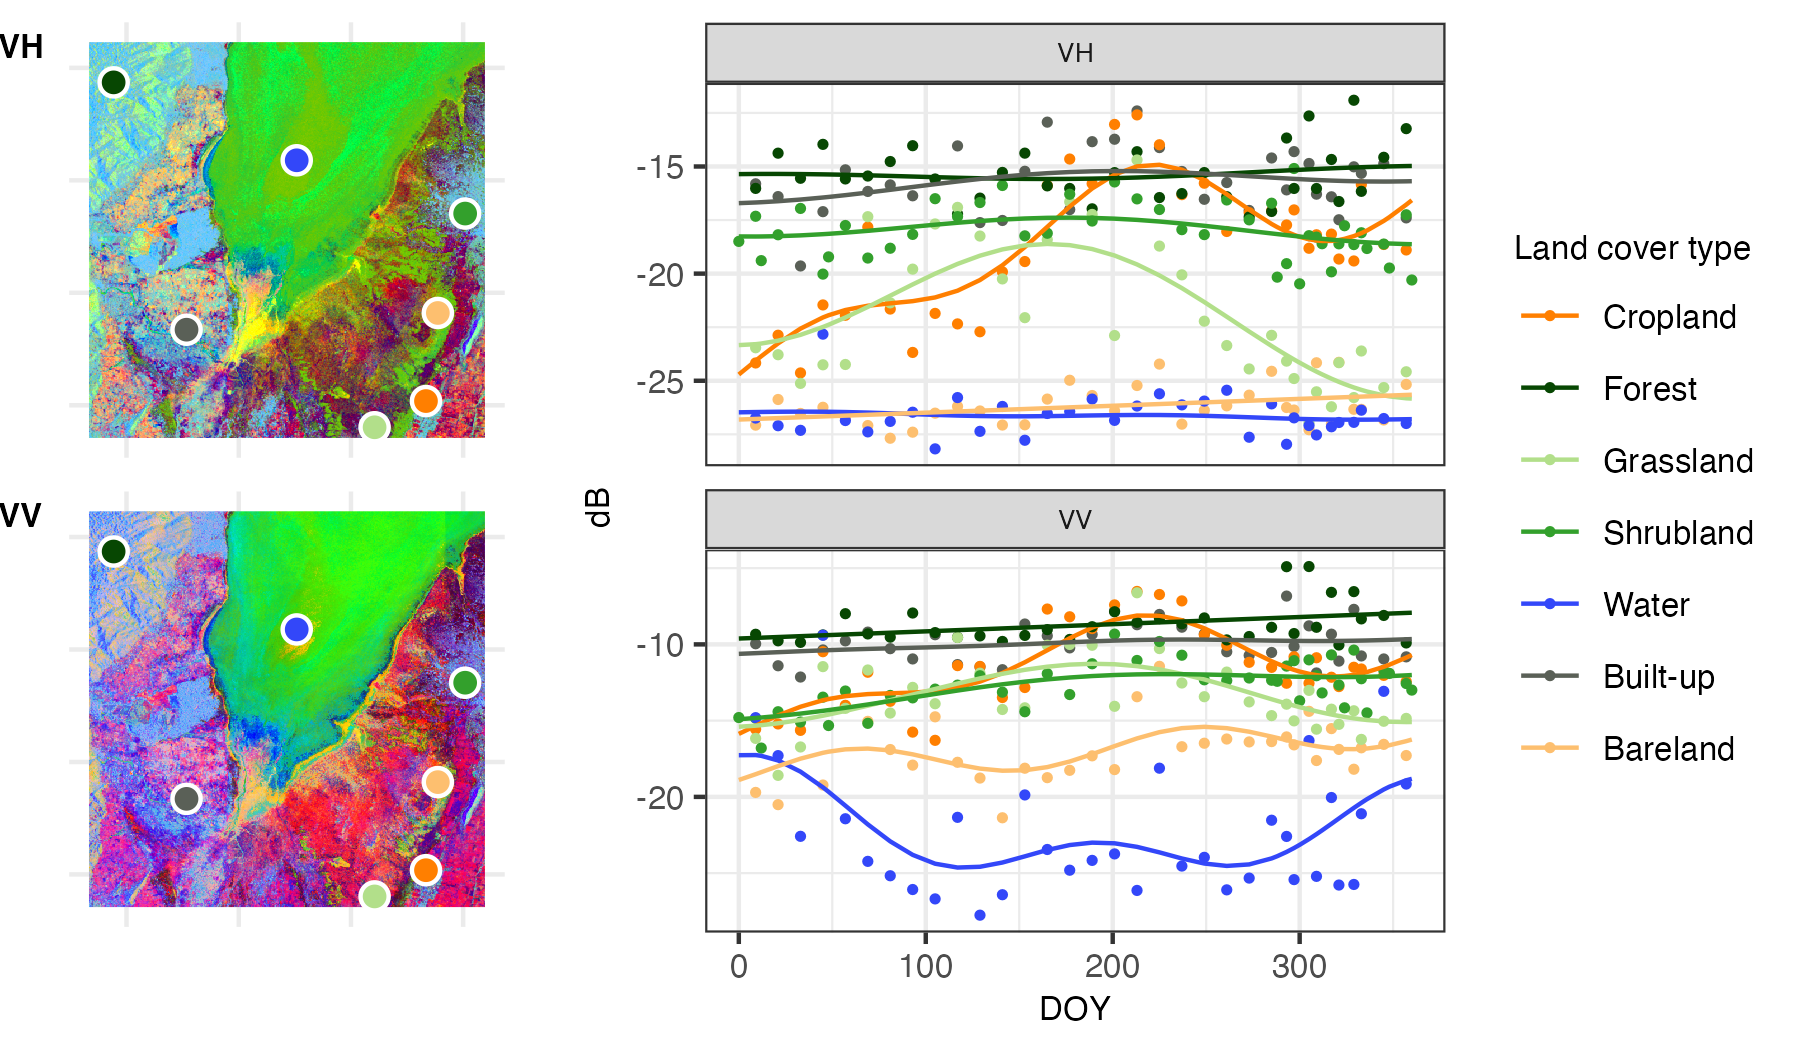 VH
VH
-15
-20
-25
VV
dB
VV
-10
-20
0 100 200 300
DOY
Land cover type
Cropland
Forest
Grassland
Shrubland
Water
Built-up
Bareland